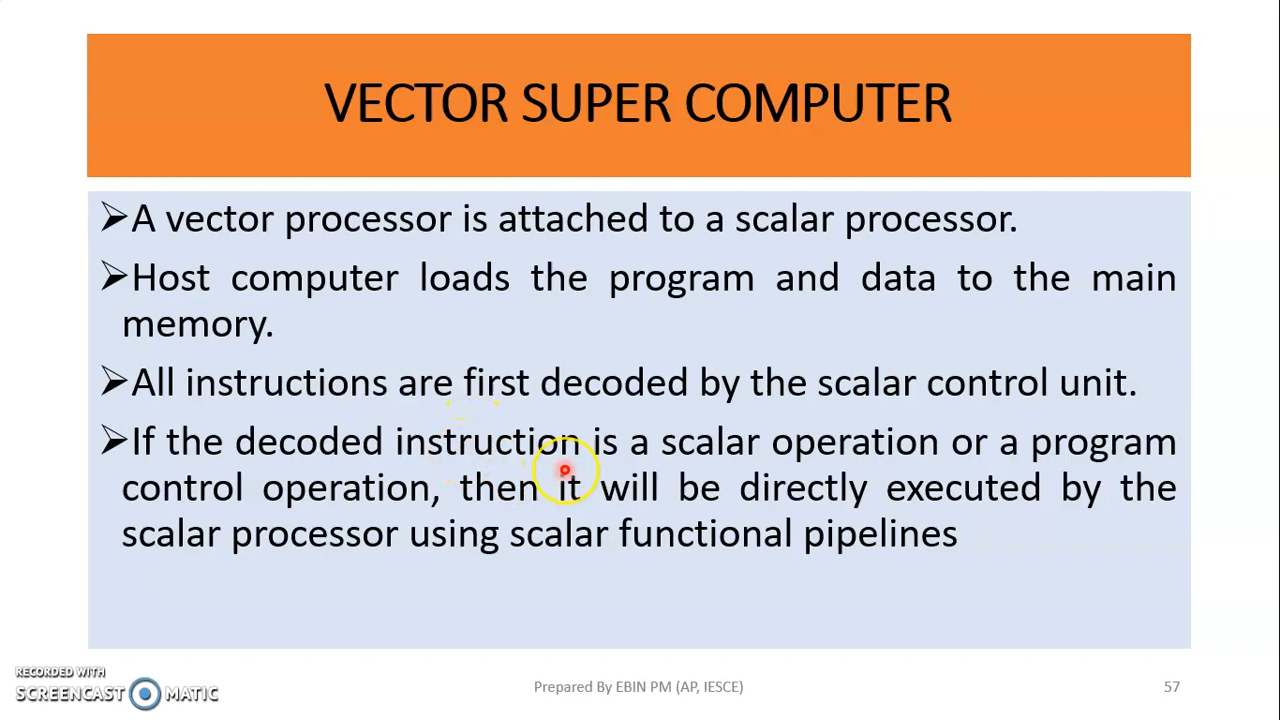 VECTOR SUPER COMPUTER
➢A vector processor is attached to a scalar processor.
➢Host computer loads the program and data to the main
memory.
➢All instructions are first decoded by the scalar control unit.
➢If the decoded instruction is a scalar operation or a program
control operation, then it will be directly executed by the
scalar processor using scalar functional pipelines
RECORDED WITH
SCREENCAST MATIC
Prepared By EBIN PM (AP, IESCE)
57